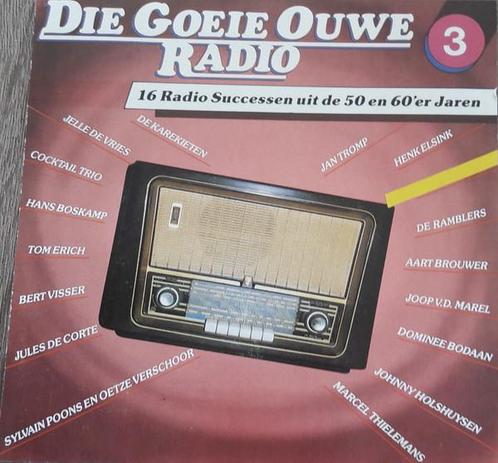 DIE GOEIE OUWE
RADIO
3
16 Radio Successen uit de 50 en 60'er Jaren
DE KAREKIETEN
JELLE DE VRIES
COCKTAIL TRIO
HANS BOSKAMP
TOM ERICH
BERT VISSER
JULES DE CORTE
SYLVAIN POONS EN OETZE VERSCHOOR
JAN TROMP
HENK ELSINK
DE RAMBLERS
AART BROUWER
JOOP V.D. MAREL
DOMINEE BODAAN
JOHNNY HOLSHUYSEN
MARCEL THIELEMANS